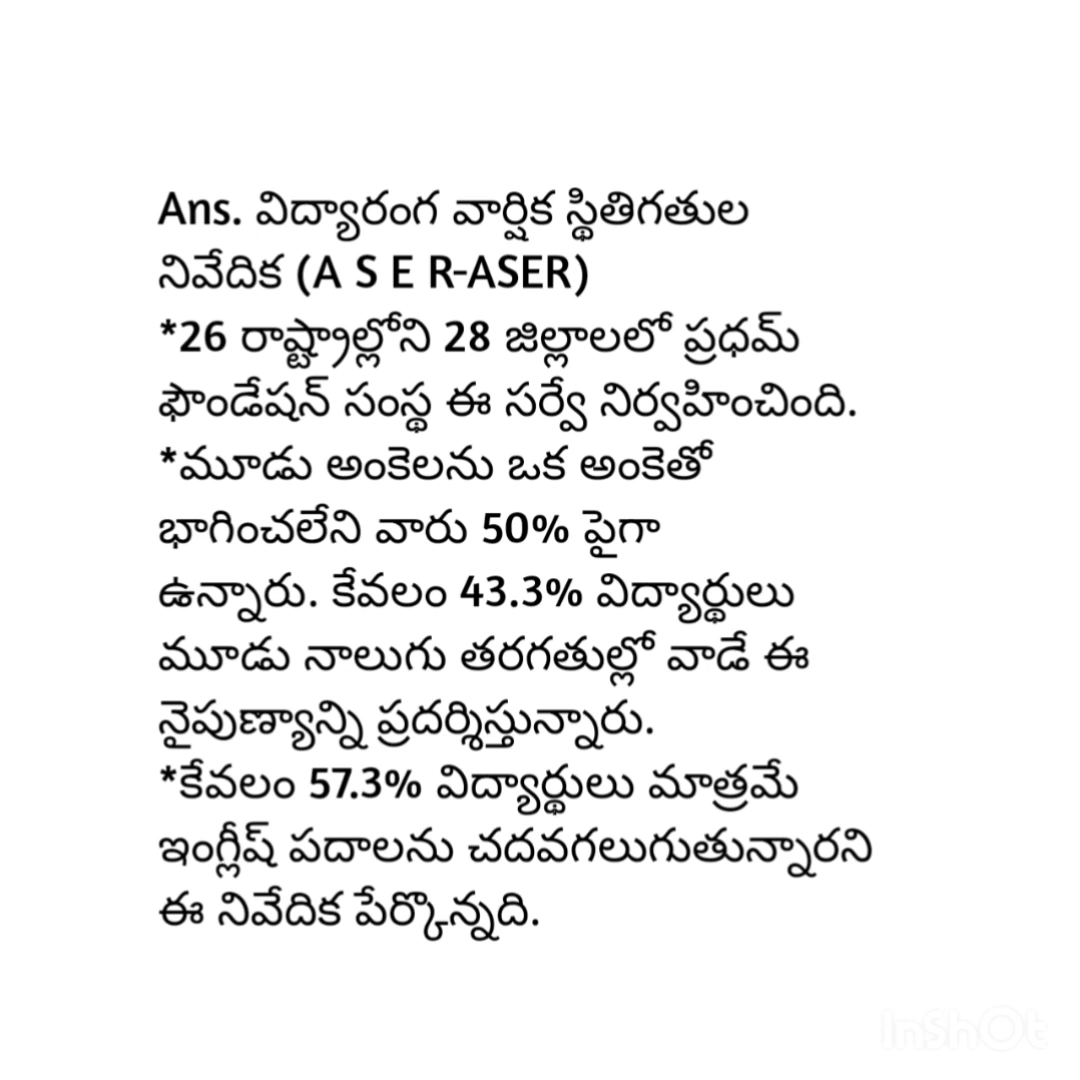 Ans. విద్యారంగ వార్షిక స్థితిగతుల
నివేదిక (A S E R-ASER)
*26 రాష్ట్రాల్లోని 28 జిల్లాలలో ప్రధమ్
ఫౌండేషన్ సంస్థ ఈ సర్వే నిర్వహించింది.
*మూడు అంకెలను ఒక అంకెతో
భాగించలేని వారు 50% పైగా
ఉన్నారు. కేవలం 43.3% విద్యార్థులు
మూడు నాలుగు తరగతుల్లో వాడే ఈ
నైపుణ్యాన్ని ప్రదర్శిస్తున్నారు.
*కేవలం 57.3% విద్యార్థులు మాత్రమే
ఇంగ్లీష్ పదాలను చదవగలుగుతున్నారని
ఈ నివేదిక పేర్కొన్నది.
InShOt